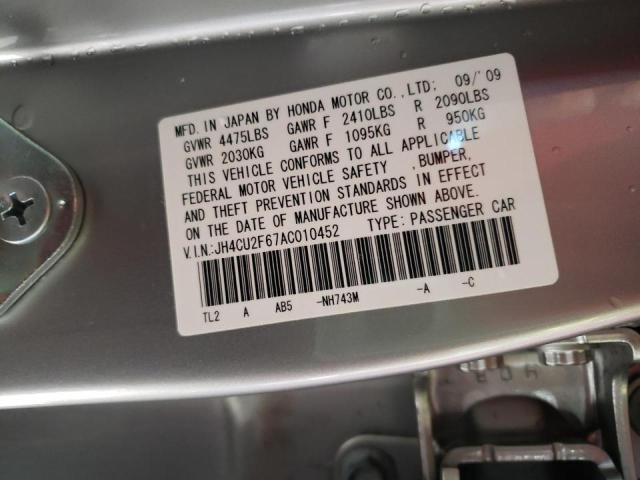 MFD. IN JAPAN BY HONDA MOTOR CO.,LTD; 09/'09
GVWR 4475LBS GAWR F 2410LBS R 2090LBS
GVWR 2030KG GAWR F 1095KG R 950KG
THIS VEHICLE CONFORMS TO ALL APPLICABLE
FEDERAL MOTOR VEHICLE SAFETY ,BUMPER,
AND THEFT PREVENTION STANDARDS IN EFFECT
ON THE DATE OF MANUFACTURE SHOWN ABOVE.
V.I.N:JH4CU2F67AC010452 TYPE: PASSENGER CAR
TL2 A AB5 -NH743M -A -C